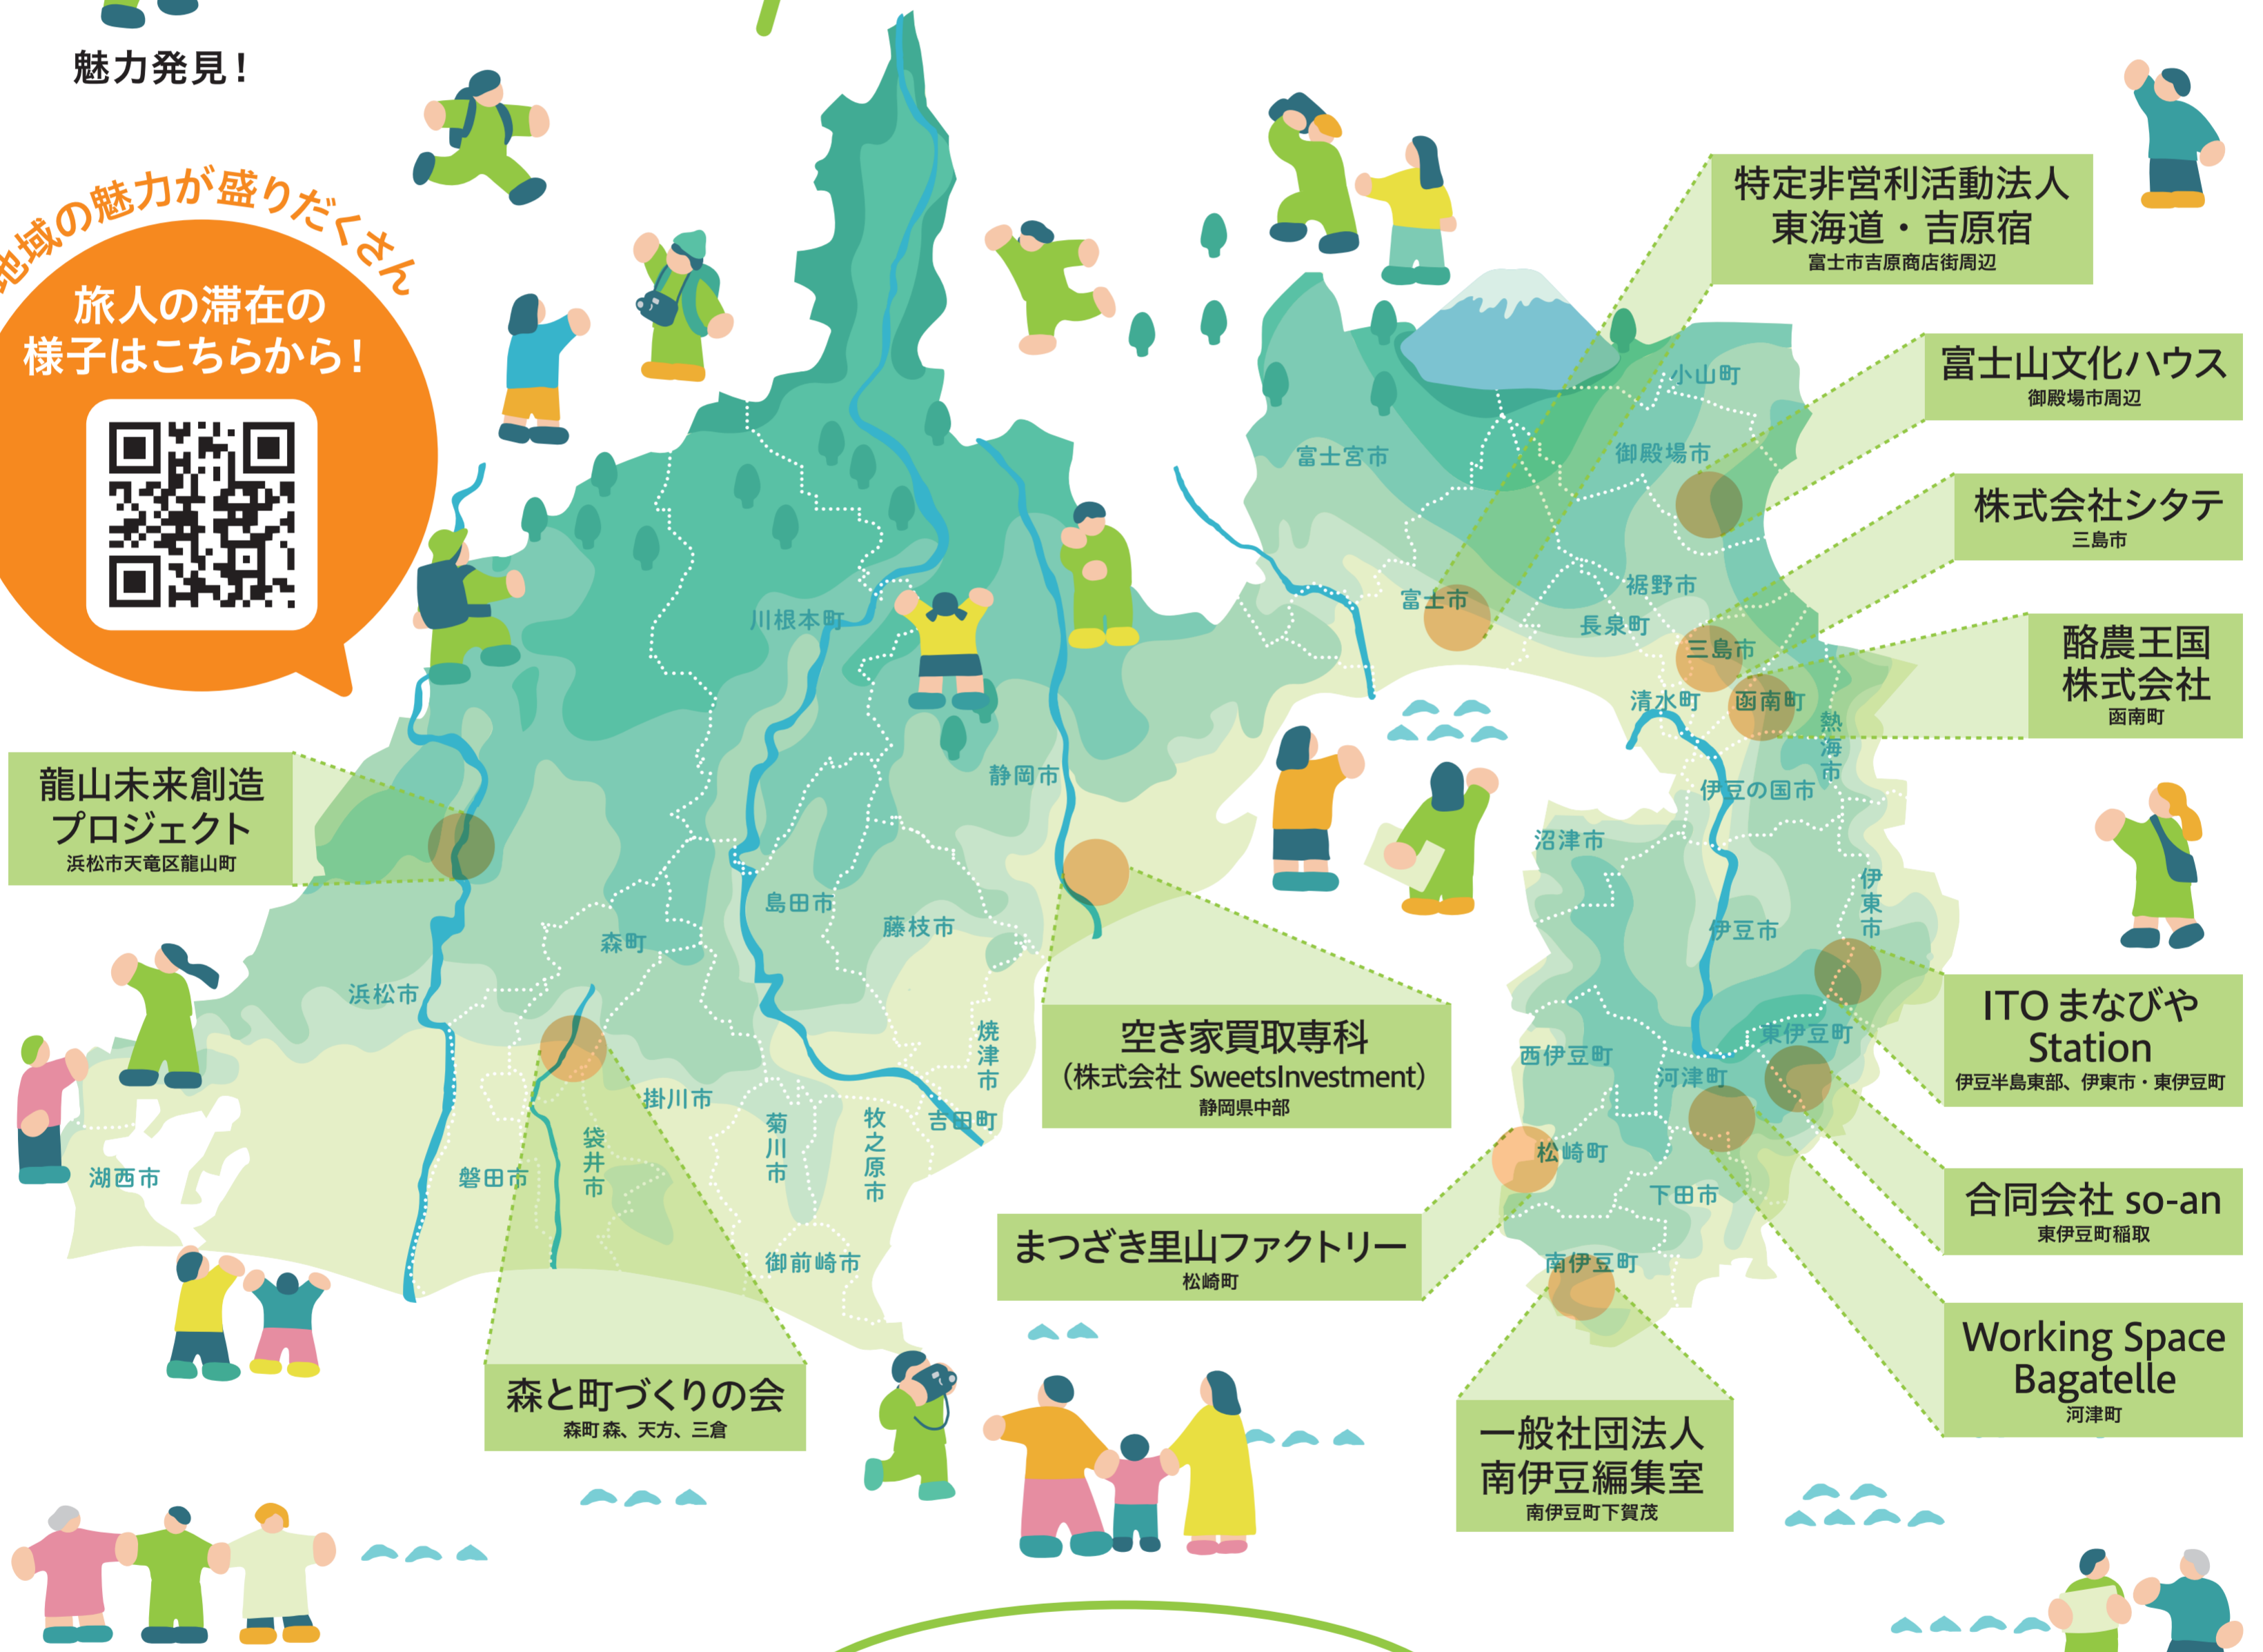 魅力発見！
地域の魅力が盛りだくさん
旅人の滞在の
様子はこちらから！
特定非営利活動法人
東海道・吉原宿
富士市吉原商店街周辺
富士山文化ハウス
御殿場市周辺
株式会社シタテ
三島市
酪農王国
株式会社
函南町
龍山未来創造
プロジェクト
浜松市天竜区龍山町
空き家買取専科
（株式会社 SweetsInvestment）
静岡県中部
ITO まなびや
Station
伊豆半島東部、伊東市・東伊豆町
合同会社 so-an
東伊豆町稲取
まつざき里山ファクトリー
松崎町
Working Space
Bagatelle
河津町
森と町づくりの会
森町 森、天方、三倉
一般社団法人
南伊豆編集室
南伊豆町下賀茂
小山町
御殿場市
富士宮市
裾野市
富士市
長泉町
三島市
清水町
函南町
熱海市
伊豆の国市
沼津市
伊東市
伊豆市
東伊豆町
西伊豆町
河津町
松崎町
下田市
南伊豆町
川根本町
静岡市
島田市
藤枝市
森町
浜松市
焼津市
掛川市
菊川市
牧之原市
吉田町
袋井市
磐田市
湖西市
御前崎市